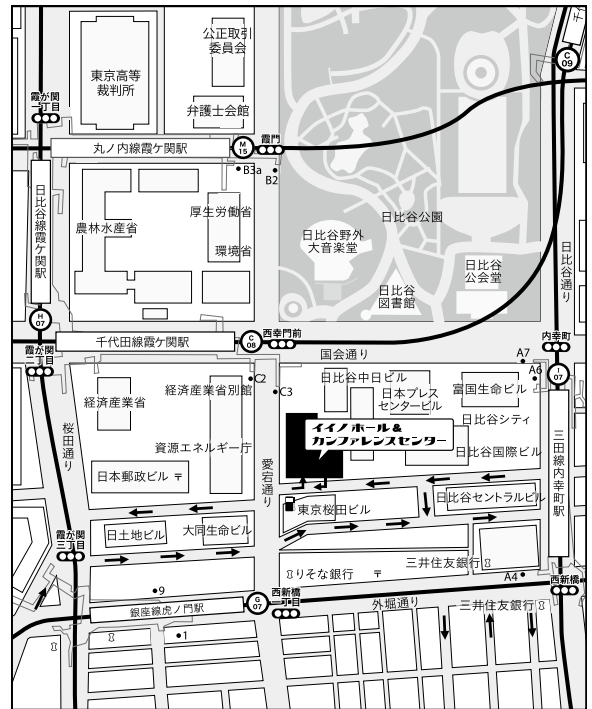 公正取引
委員会
東京高等
裁判所
弁護士会館
C
09
千
霞が関
一丁目
丸ノ内線霞ケ関駅
M
15
霞門
B3a
B2
日比谷線霞ケ関駅
農林水産省
厚生労働省
環境省
日比谷公園
日比谷野外
大音楽堂
日比谷
公会堂
日比谷
図書館
日比谷通り
H
07
千代田線霞ケ関駅
C
08
西幸門前
国会通り
内幸町
霞が関
二丁目
A7
A6
I
07
C2
C3
経済産業省
経済産業省別館
日比谷中日ビル
日本プレス
センタービル
富国生命ビル
日比谷シティ
イイノホール&
カンファレンスセンター
日比谷国際ビル
桜田通り
資源エネルギー庁
日本郵政ビル 〒
愛宕通り
三田線内幸町駅
日比谷セントラルビル
東京桜田ビル
日土地ビル
大同生命ビル
霞が関
三丁目
りそな銀行
〒
三井住友銀行
A4
西新橋
9
銀座線虎ノ門駅
G
07
西新橋
一丁目
外堀通り
三井住友銀行
1